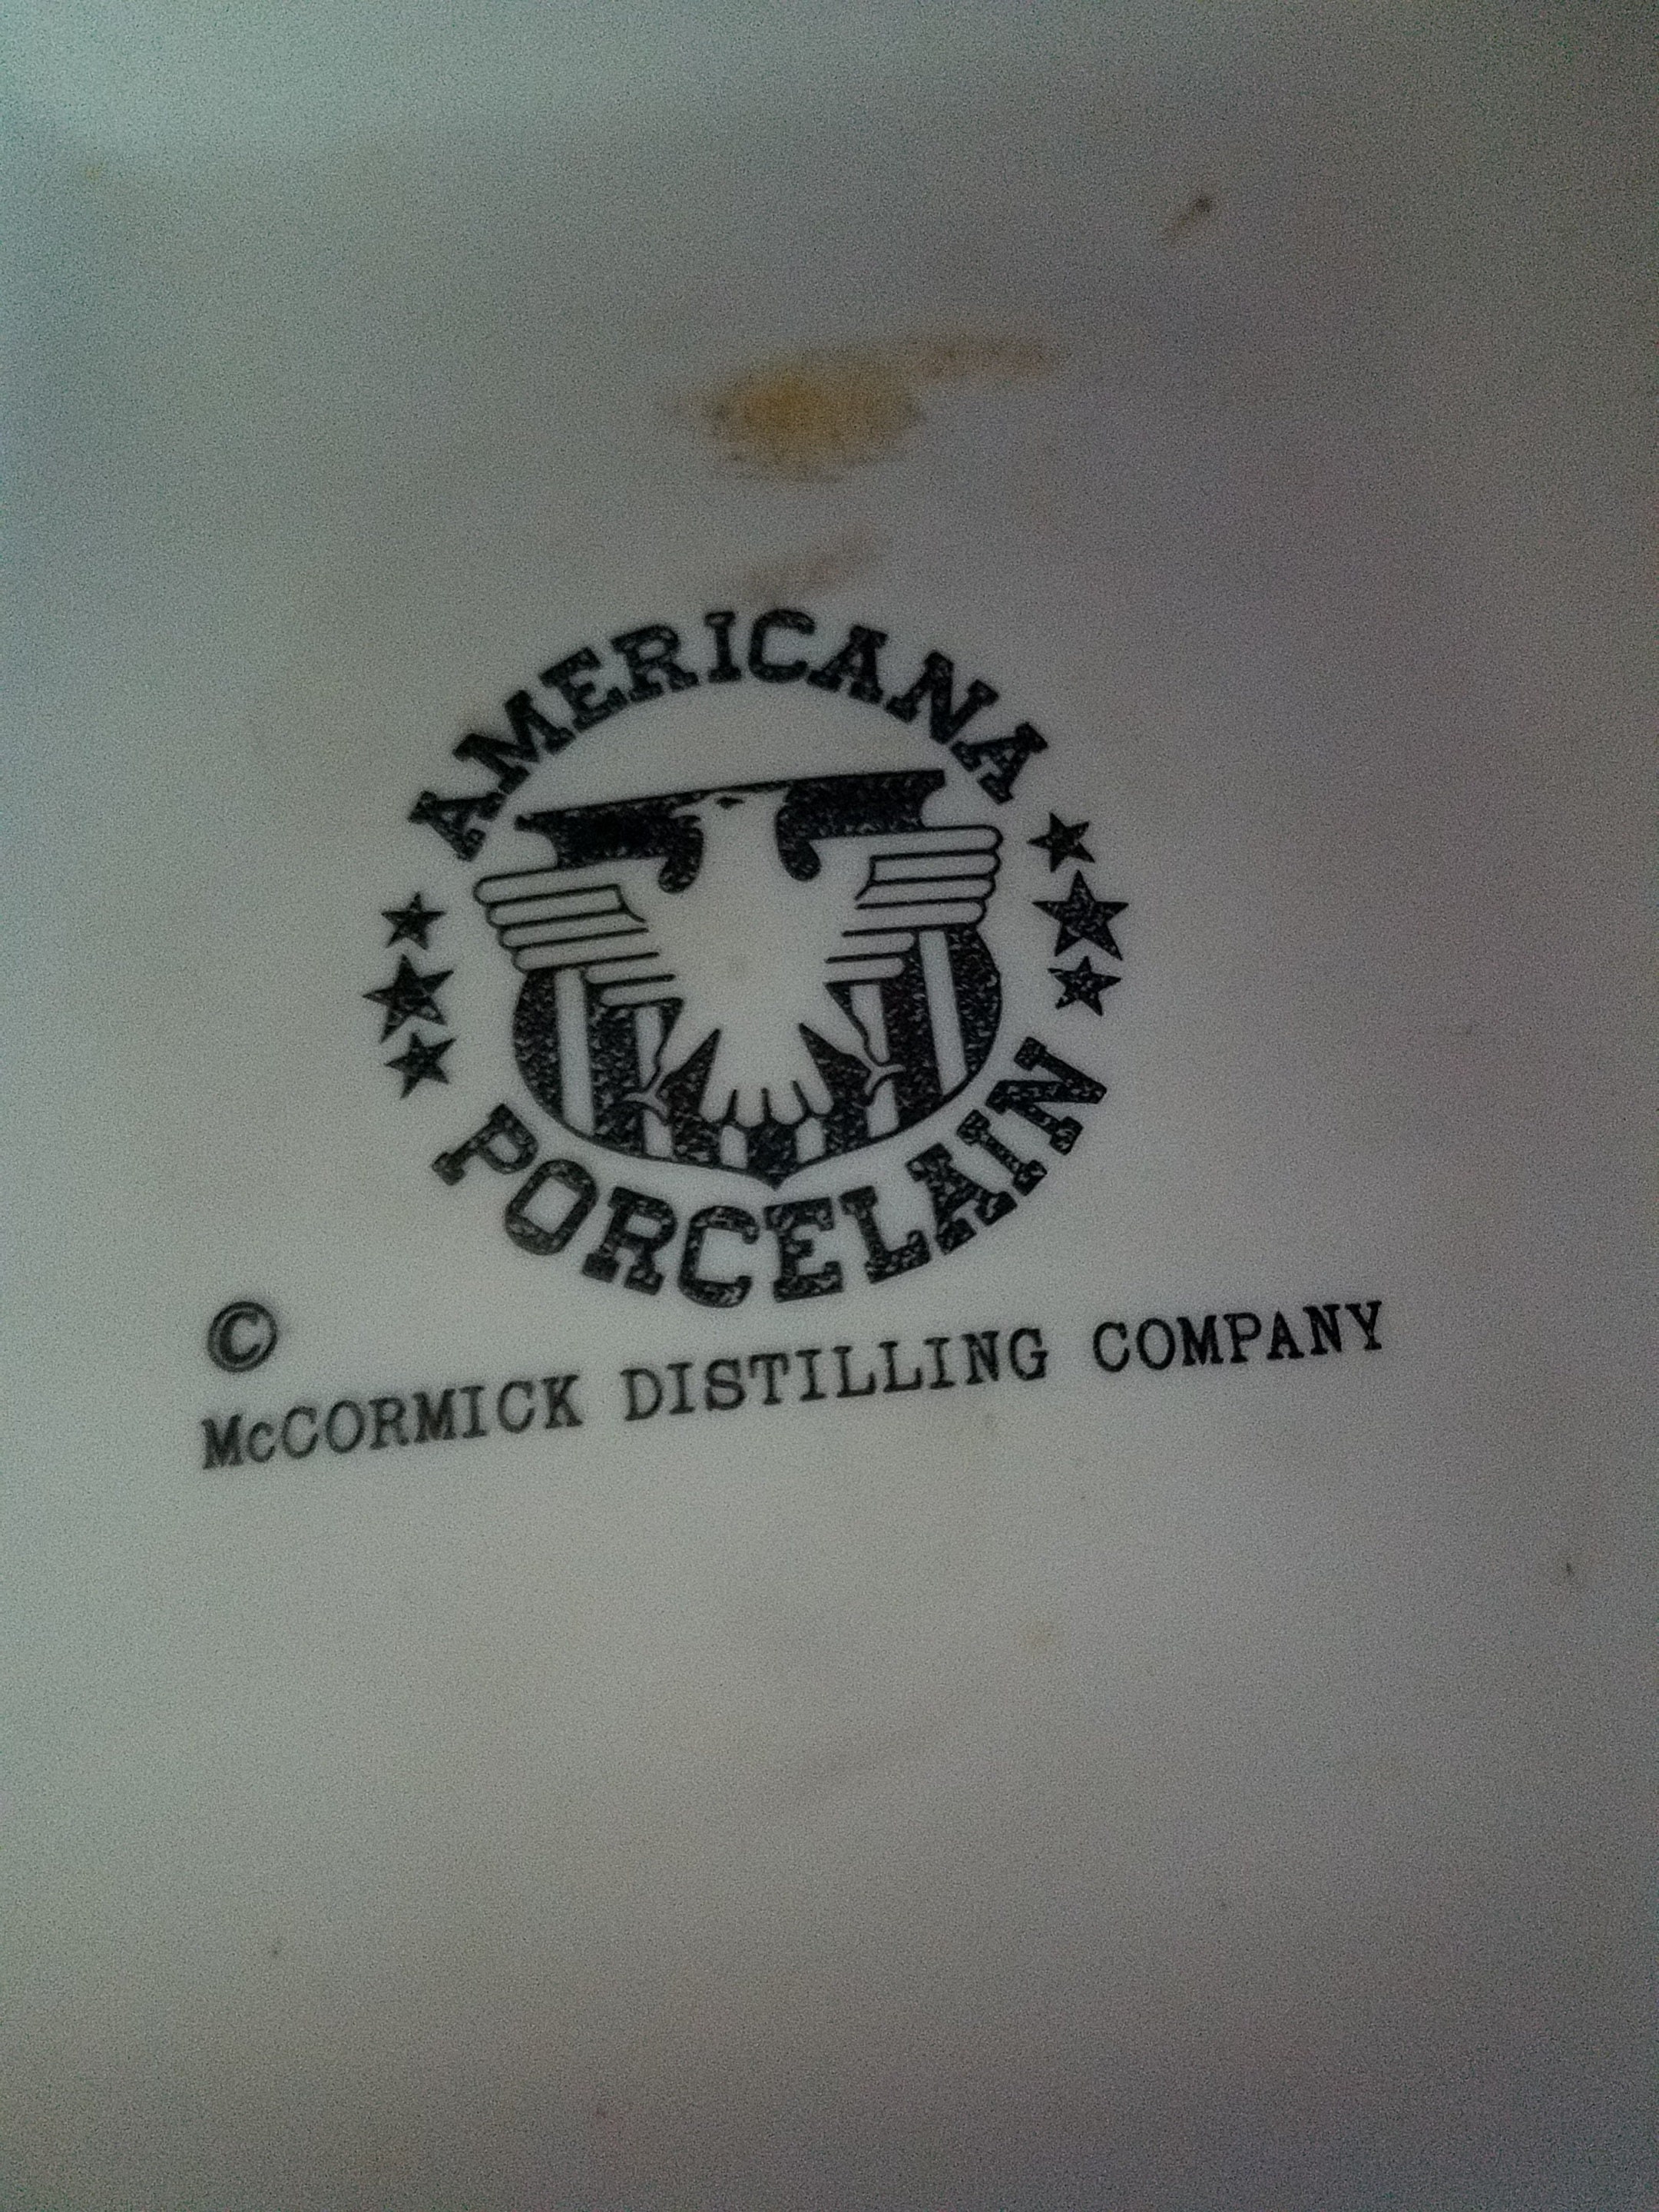 AMERICANA
PORCELAIN
©
McCORMICK DISTILLING COMPANY